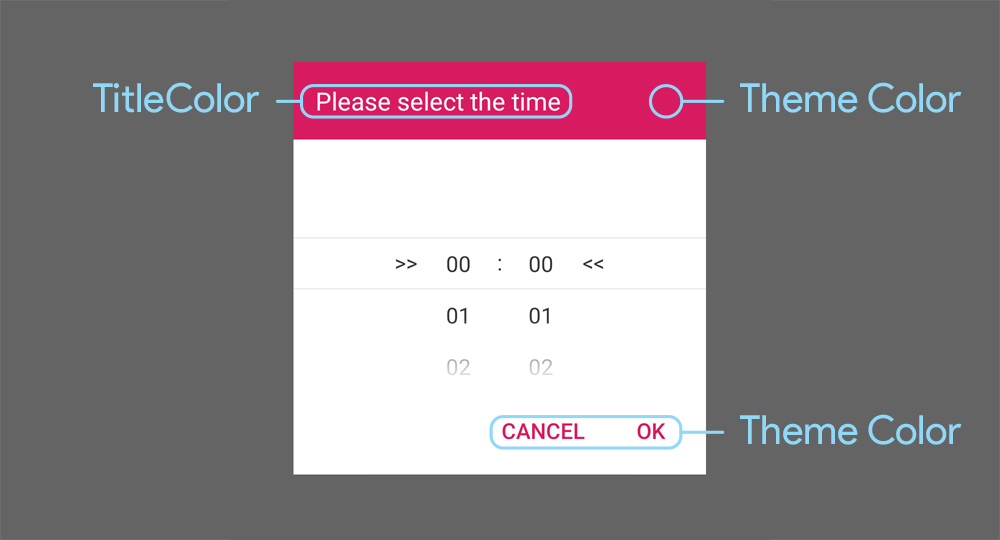 TitleColor
Please select the time
Theme Color
>> 00 : 00 <<
01 01
02 02
CANCEL OK
Theme Color